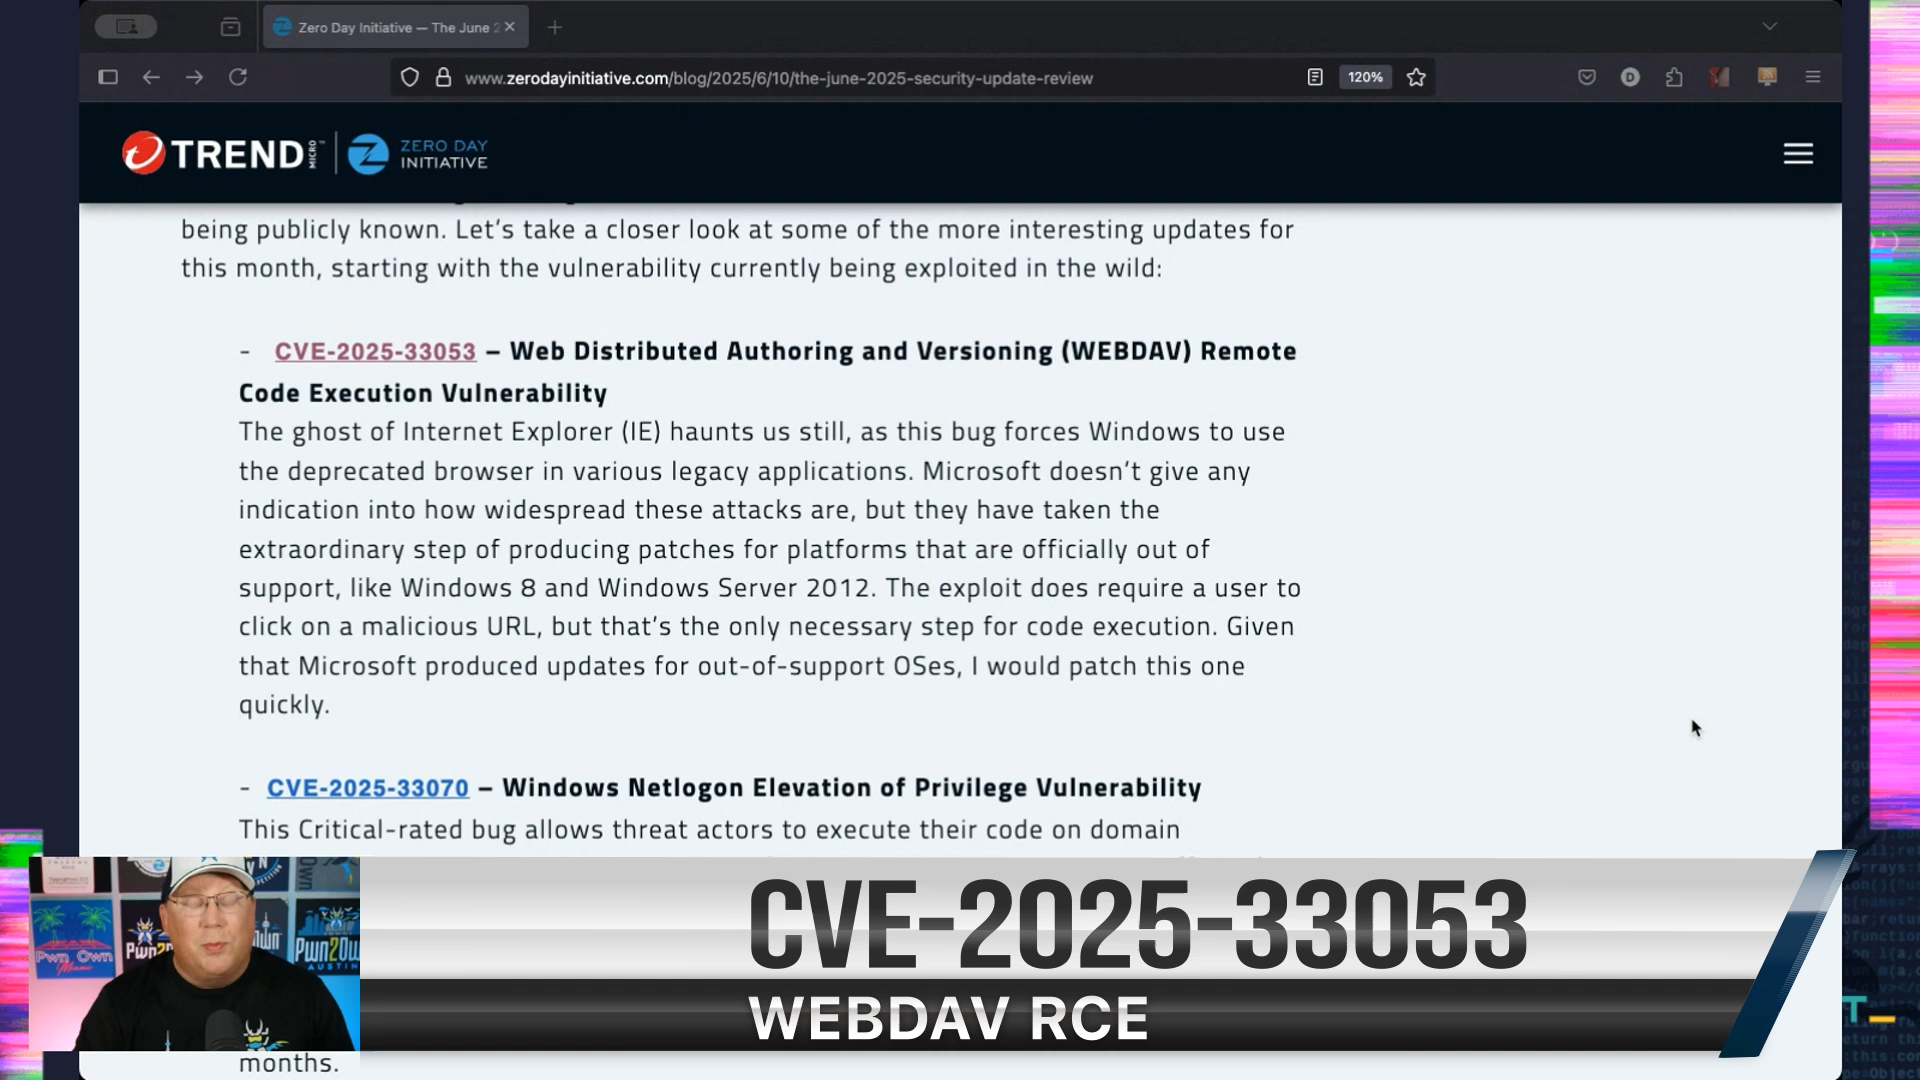 Zero Day Initiative — The June 2
www.zerodayinitiative.com/blog/2025/6/10/the-june-2025-security-update-review
120%
TREND MICRO
ZERO DAY
INITIATIVE
being publicly known. Let’s take a closer look at some of the more interesting updates for
this month, starting with the vulnerability currently being exploited in the wild:
- CVE-2025-33053 – Web Distributed Authoring and Versioning (WEBDAV) Remote
Code Execution Vulnerability
The ghost of Internet Explorer (IE) haunts us still, as this bug forces Windows to use
the deprecated browser in various legacy applications. Microsoft doesn’t give any
indication into how widespread these attacks are, but they have taken the
extraordinary step of producing patches for platforms that are officially out of
support, like Windows 8 and Windows Server 2012. The exploit does require a user to
click on a malicious URL, but that’s the only necessary step for code execution. Given
that Microsoft produced updates for out-of-support OSes, I would patch this one
quickly.
- CVE-2025-33070 – Windows Netlogon Elevation of Privilege Vulnerability
This Critical-rated bug allows threat actors to execute their code on domain
CVE-2025-33053
WEBDAV RCE
Pwn Own
Miami
Pwn2
Pwn2Ow
AUSTIN
months.